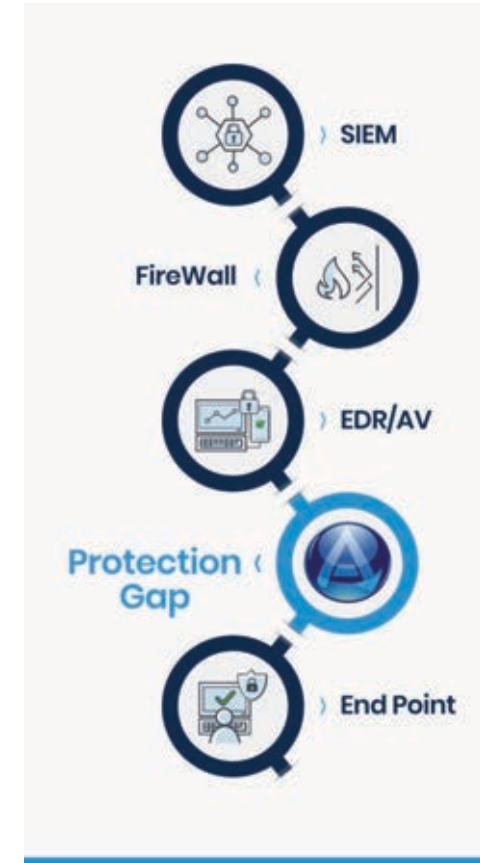 SIEM
FireWall
EDR/AV
Protection
Gap
End Point